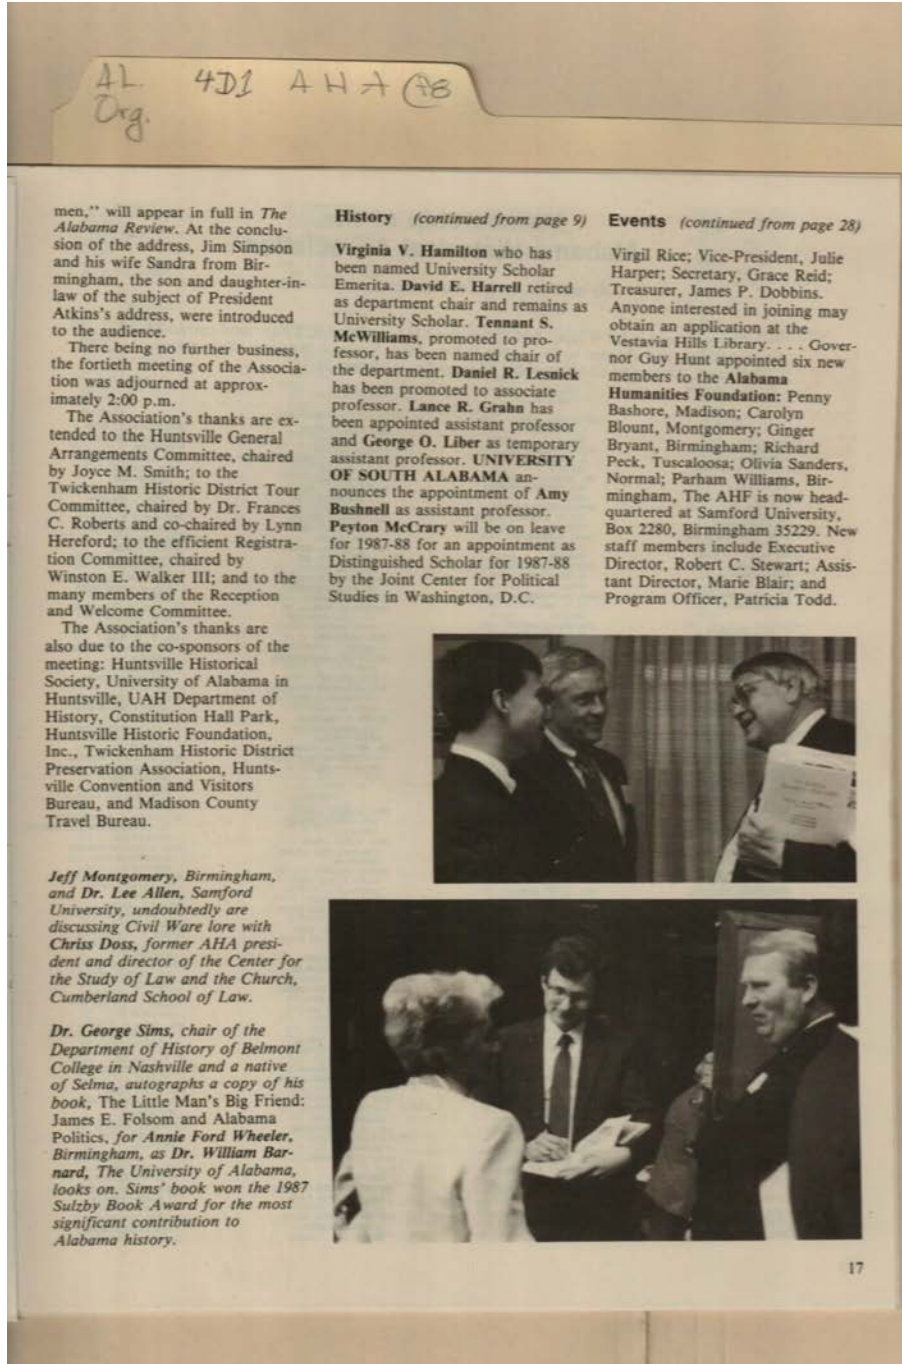 AL. 4D1 AHA
Org.
men," will appear in full in The
Alabama Review. At the conclu-
sion of the address, Jim Simpson
and his wife Sandra from Bir-
mingham, the son and daughter-in-
law of the subject of President
Atkins's address, were introduced
to the audience.
There being no further business,
the fortieth meeting of the Associa-
tion was adjourned at approx-
imately 2:00 p.m.
The Association's thanks are ex-
tended to the Huntsville General
Arrangements Committee, chaired
by Joyce M. Smith; to the
Twickenham Historic District Tour
Committee, chaired by Dr. Frances
C. Roberts and co-chaired by Lynn
Hereford; to the efficient Registra-
tion Committee, chaired by
Winston E. Walker III; and to the
many members of the Reception
and Welcome Committee.
The Association's thanks are
also due to the co-sponsors of the
meeting: Huntsville Historical
Society, University of Alabama in
Huntsville, UAH Department of
History, Constitution Hall Park,
Huntsville Historic Foundation,
Inc., Twickenham Historic District
Preservation Association, Hunts-
ville Convention and Visitors
Bureau, and Madison County
Travel Bureau.
Jeff Montgomery, Birmingham,
and Dr. Lee Allen, Samford
University, undoubtedly are
discussing Civil Ware lore with
Chriss Doss, former AHA presi-
dent and director of the Center for
the Study of Law and the Church,
Cumberland School of Law.
Dr. George Sims, chair of the
Department of History of Belmont
College in Nashville and a native
of Selma, autographs a copy of his
book, The Little Man's Big Friend:
James E. Folsom and Alabama
Politics, for Annie Ford Wheeler,
Birmingham, as Dr. William Bar-
nard, The University of Alabama,
looks on. Sims' book won the 1987
Sulzby Book Award for the most
significant contribution to
Alabama history.
History (continued from page 9)
Virginia V. Hamilton who has
been named University Scholar
Emerita. David E. Harrell retired
as department chair and remains as
University Scholar. Tennant S.
McWilliams, promoted to pro-
fessor, has been named chair of
the department. Daniel R. Lesnick
has been promoted to associate
professor. Lance R. Grahn has
been appointed assistant professor
and George O. Liber as temporary
assistant professor. UNIVERSITY
OF SOUTH ALABAMA an-
nounces the appointment of Amy
Bushnell as assistant professor.
Peyton McCrary will be on leave
for 1987-88 for an appointment as
Distinguished Scholar for 1987-88
by the Joint Center for Political
Studies in Washington, D.C.
Events (continued from page 28)
Virgil Rice; Vice-President, Julie
Harper; Secretary, Grace Reid;
Treasurer, James P. Dobbins.
Anyone interested in joining may
obtain an application at the
Vestavia Hills Library. . . . Gover-
nor Guy Hunt appointed six new
members to the Alabama
Humanities Foundation: Penny
Bashore, Madison; Carolyn
Blount, Montgomery; Ginger
Bryant, Birmingham; Richard
Peck, Tuscaloosa; Olivia Sanders,
Normal; Parham Williams, Bir-
mingham, The AHF is now head-
quartered at Samford University,
Box 2280, Birmingham 35229. New
staff members include Executive
Director, Robert C. Stewart; Assis-
tant Director, Marie Blair; and
Program Officer, Patricia Todd.
17